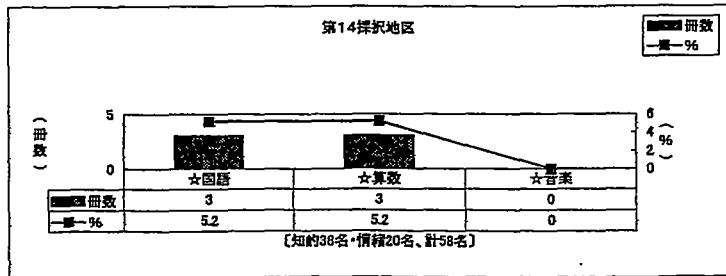 第14採択地区
冊数
%
(冊数)
5
0
6
4
2
0
(%)
☆国語 ☆算数 ☆音楽
冊数 3 3 0
% 5.2 5.2 0
〔知的38名・情緒20名、計58名〕